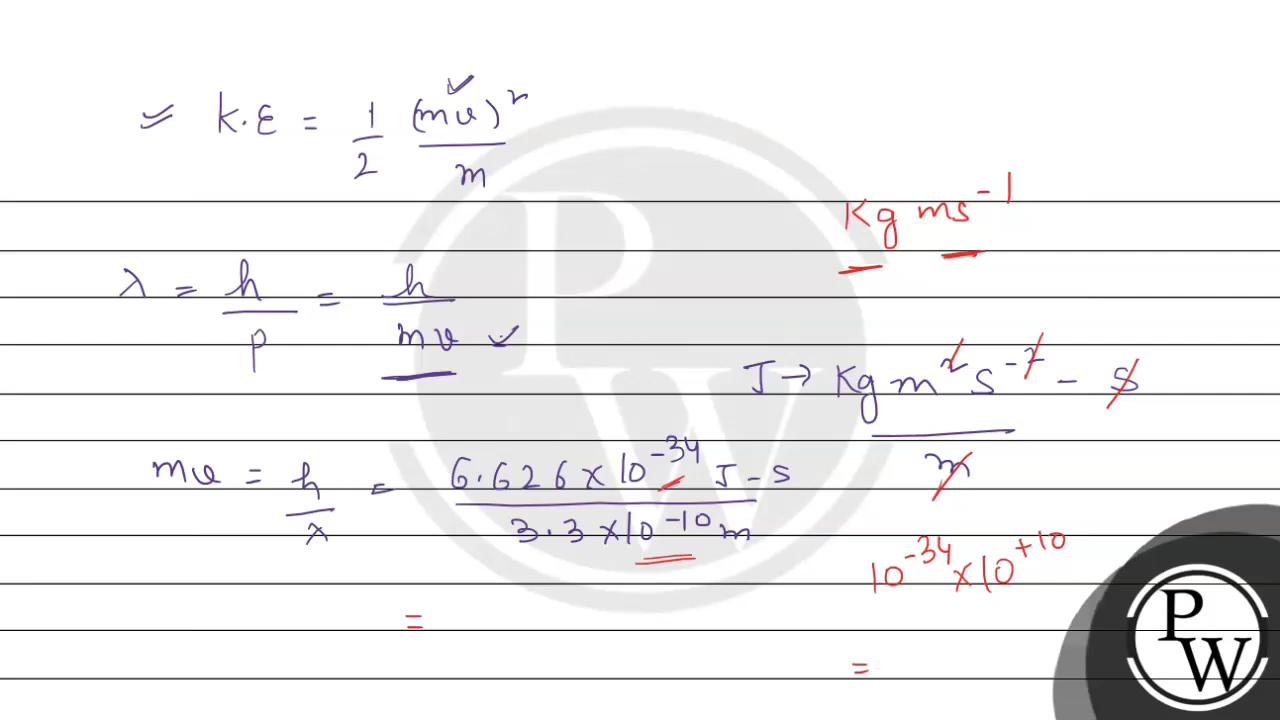 K.E = 1/2 (mv)²/m
Kg ms⁻¹
λ = h/p = h/mv
J → Kg m² s⁻² - s / m
mv = h/λ = 6.626 × 10⁻³⁴ J-s / 3.3 × 10⁻¹⁰ m
10⁻³⁴ × 10⁺¹⁰
=
=
PW
PW